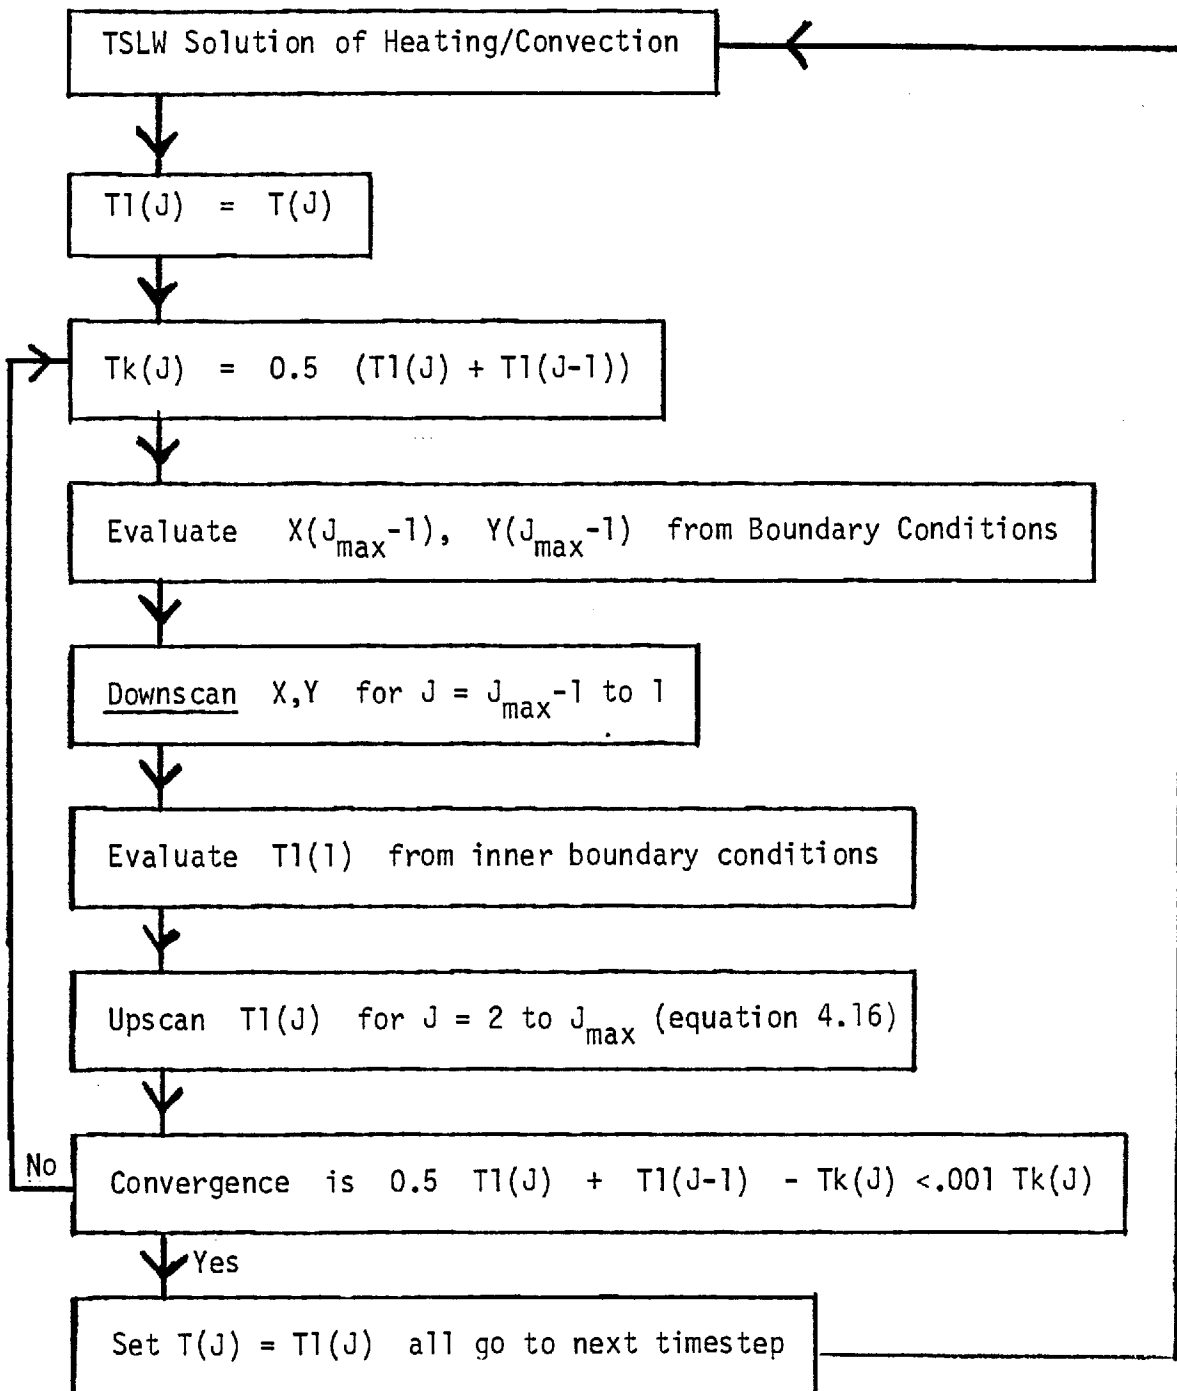 TSLW Solution of Heating/Convection
T1(J) = T(J)
Tk(J) = 0.5 (T1(J) + T1(J-1))
Evaluate X(Jmax-1), Y(Jmax-1) from Boundary Conditions
Downscan X,Y for J = Jmax-1 to 1
Evaluate T1(1) from inner boundary conditions
Upscan T1(J) for J = 2 to Jmax (equation 4.16)
No
Convergence is 0.5 T1(J) + T1(J-1) - Tk(J) <.001 Tk(J)
Yes
Set T(J) = T1(J) all go to next timestep